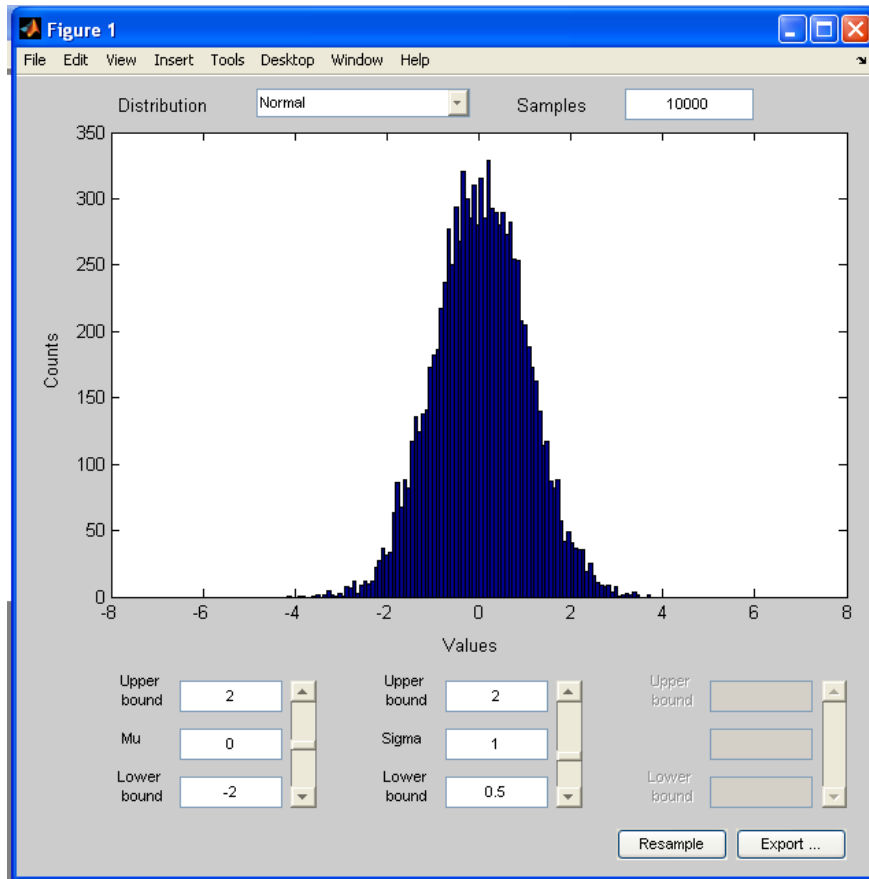 Figure 1
File Edit View Insert Tools Desktop Window Help
Distribution Normal Samples 10000
350
300
250
200
150
100
50
0
Counts
-8 -6 -4 -2 0 2 4 6 8
Values
Upper bound 2
Mu 0
Lower bound -2
Upper bound 2
Sigma 1
Lower bound 0.5
Upper bound
Lower bound
Resample Export ...